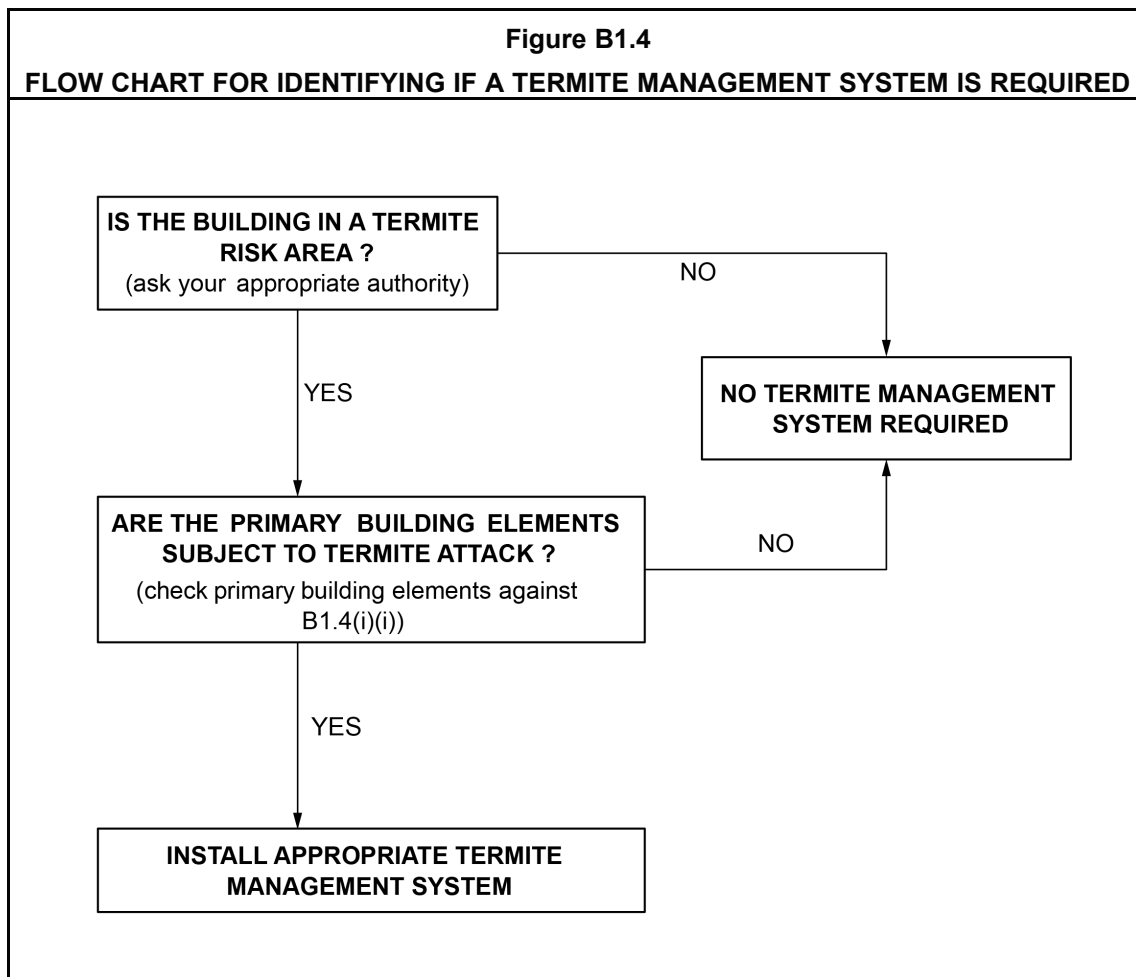 Figure B1.4
FLOW CHART FOR IDENTIFYING IF A TERMITE MANAGEMENT SYSTEM IS REQUIRED
IS THE BUILDING IN A TERMITE
RISK AREA ?
(ask your appropriate authority)
NO
YES
NO TERMITE MANAGEMENT
SYSTEM REQUIRED
ARE THE PRIMARY BUILDING ELEMENTS
SUBJECT TO TERMITE ATTACK ?
(check primary building elements against
B1.4(i)(i))
NO
YES
INSTALL APPROPRIATE TERMITE
MANAGEMENT SYSTEM